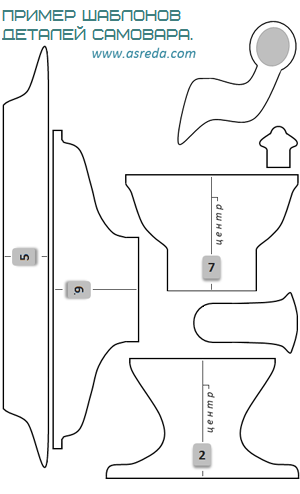 ПРИМЕР ШАБЛОНОВ
ДЕТАЛЕЙ САМОВАРА.
www.asreda.com
5
6
центр
7
центр
2